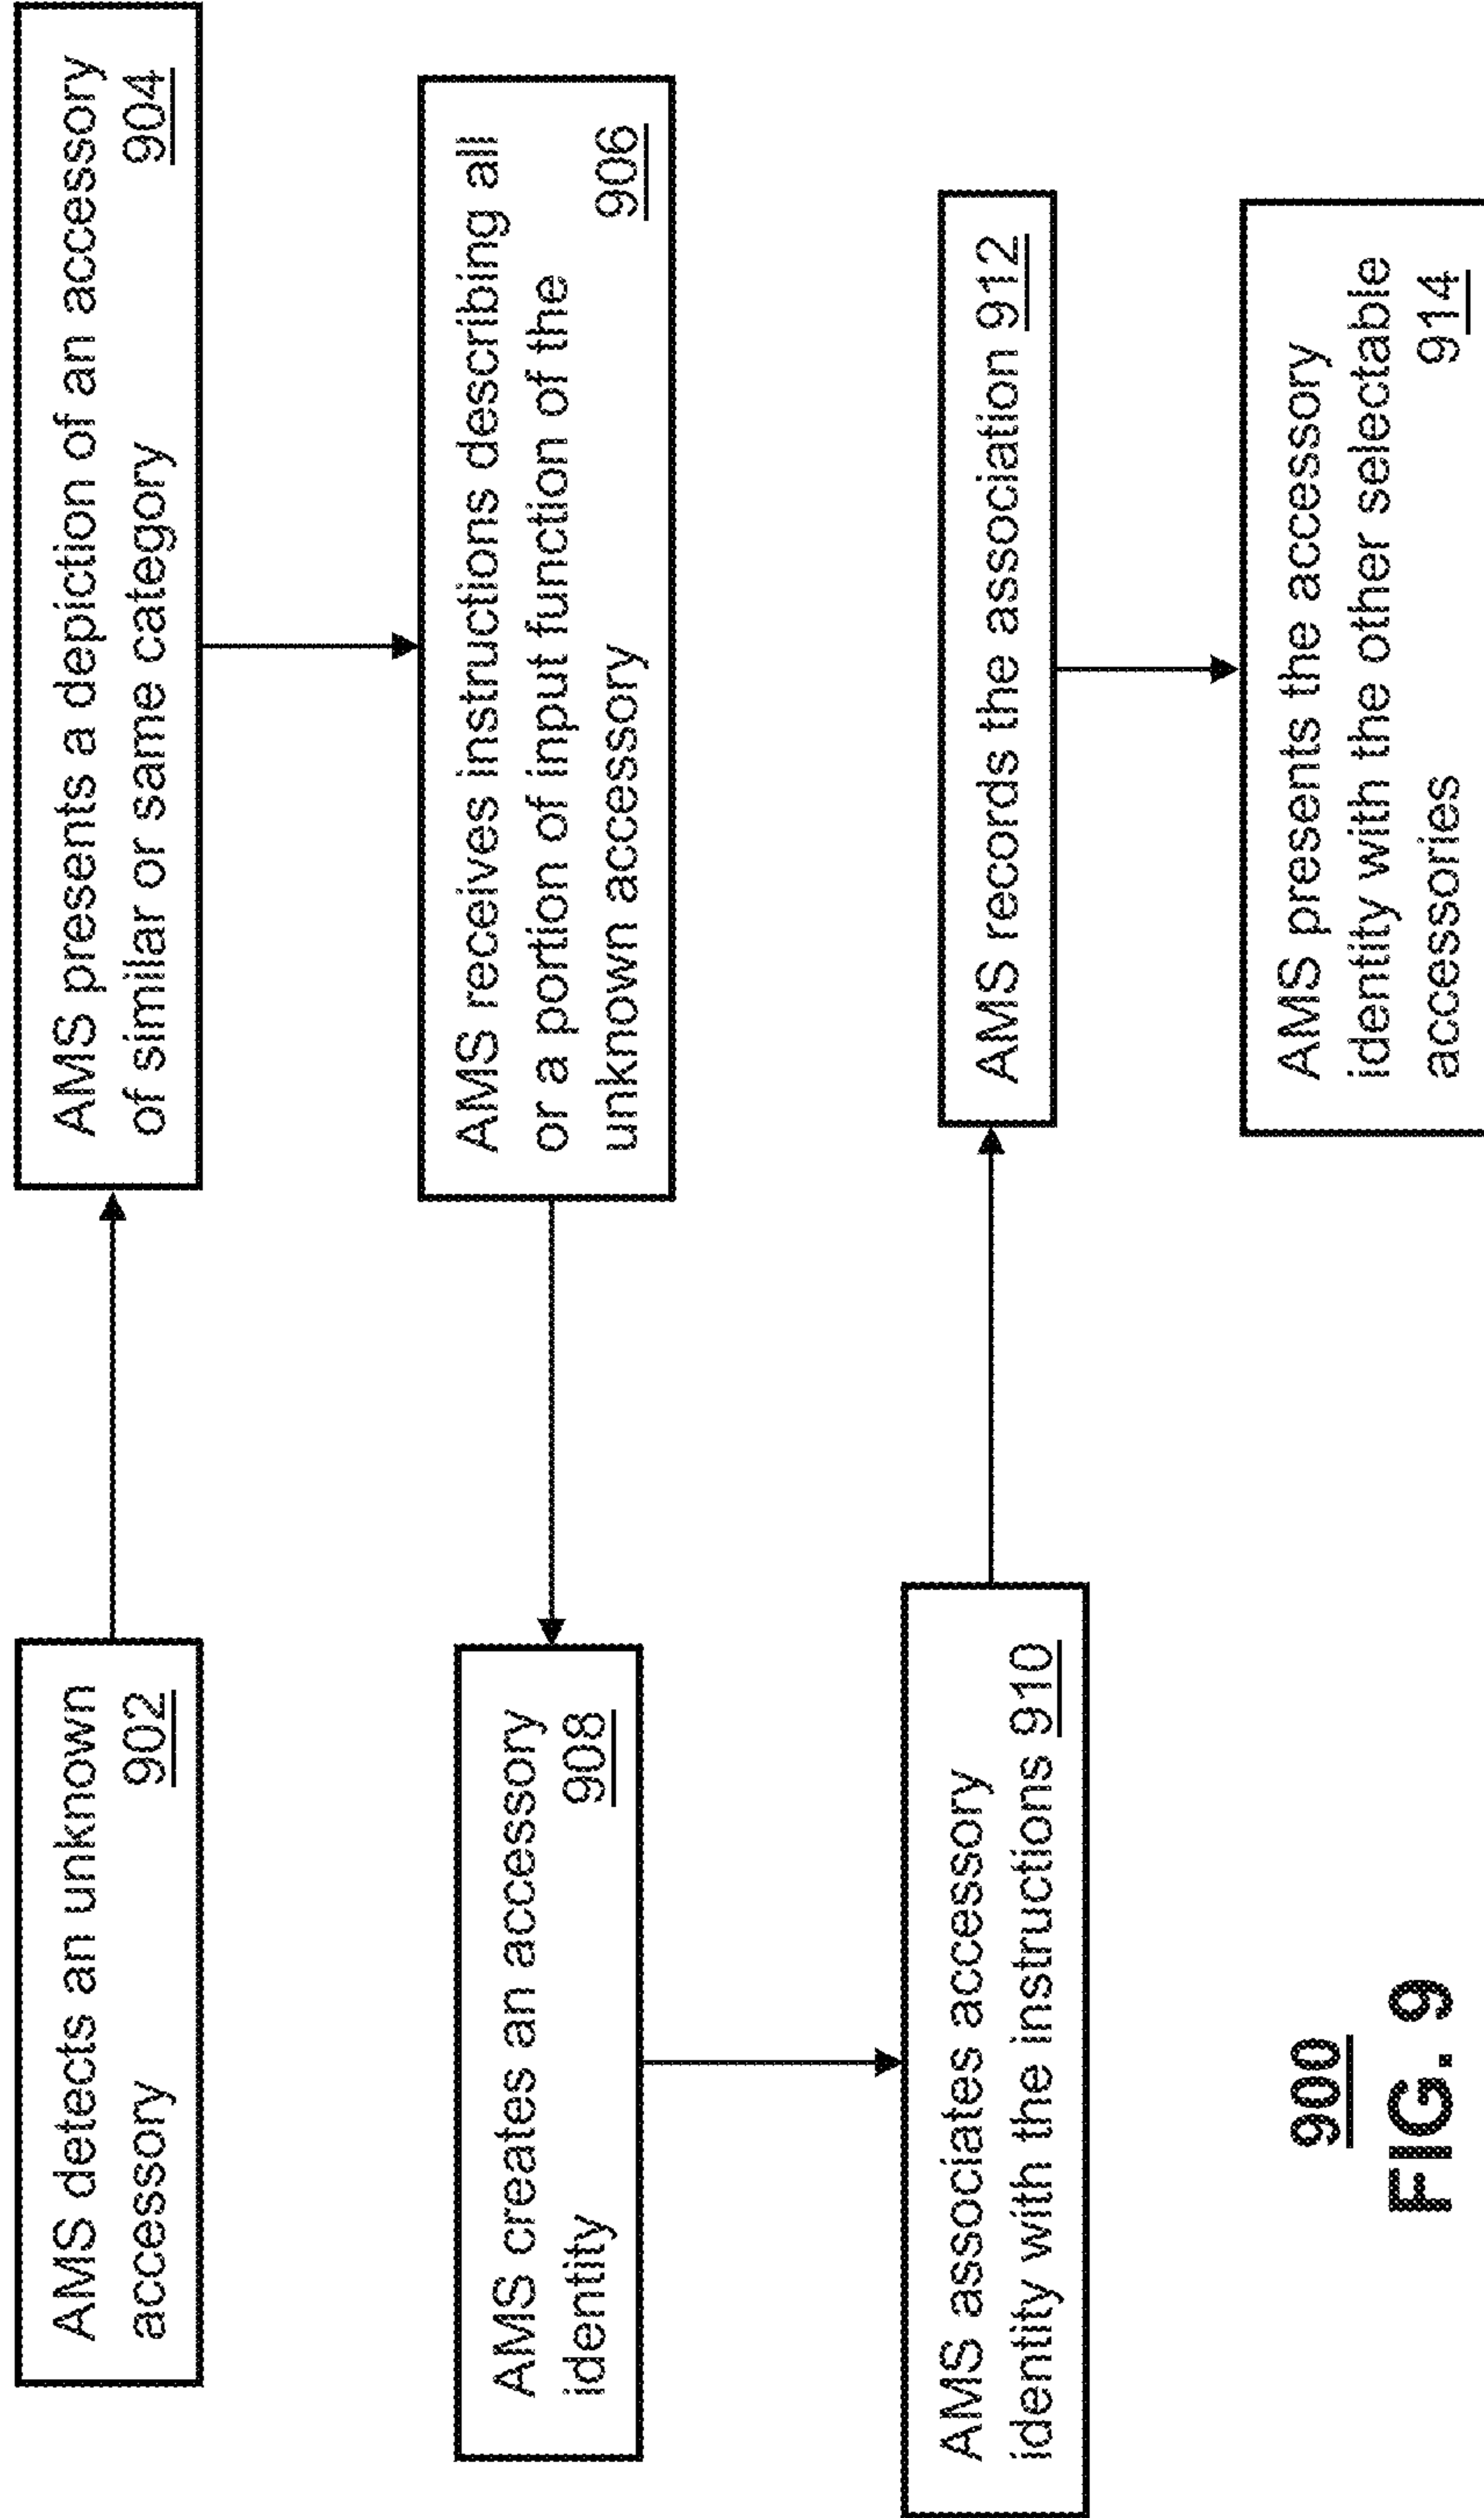 AMS detects an unknown
accessory 902
AMS presents a depiction of an accessory
of similar or same category 904
AMS receives instructions describing all
or a portion of input function of the
unknown accessory 906
AMS creates an accessory
identity 908
AMS associates accessory
identity with the instructions 910
AMS records the association 912
AMS presents the accessory
identity with the other selectable
accessories 914
900
FIG. 9